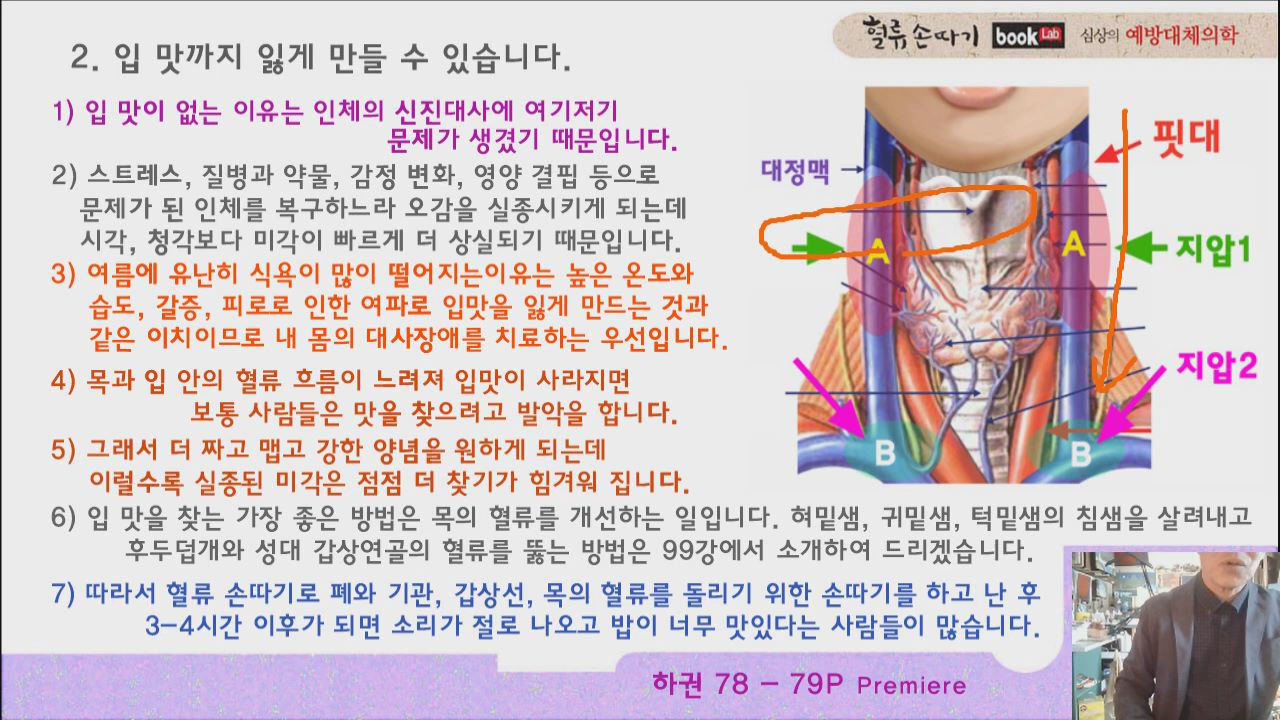 혈류 손따기 book Lab 심상의 예방대체의학
2. 입 맛까지 잃게 만들 수 있습니다.
1) 입 맛이 없는 이유는 인체의 신진대사에 여기저기
문제가 생겼기 때문입니다.
2) 스트레스, 질병과 약물, 감정 변화, 영양 결핍 등으로
문제가 된 인체를 복구하느라 오감을 실종시키게 되는데
시각, 청각보다 미각이 빠르게 더 상실되기 때문입니다.
3) 여름에 유난히 식욕이 많이 떨어지는이유는 높은 온도와
습도, 갈증, 피로로 인한 여파로 입맛을 잃게 만드는 것과
같은 이치이므로 내 몸의 대사장애를 치료하는 우선입니다.
4) 목과 입 안의 혈류 흐름이 느려져 입맛이 사라지면
보통 사람들은 맛을 찾으려고 발악을 합니다.
5) 그래서 더 짜고 맵고 강한 양념을 원하게 되는데
이럴수록 실종된 미각은 점점 더 찾기가 힘겨워 집니다.
6) 입 맛을 찾는 가장 좋은 방법은 목의 혈류를 개선하는 일입니다. 혀밑샘, 귀밑샘, 턱밑샘의 침샘을 살려내고
후두덮개와 성대 갑상연골의 혈류를 뚫는 방법은 99강에서 소개하여 드리겠습니다.
7) 따라서 혈류 손따기로 폐와 기관, 갑상선, 목의 혈류를 돌리기 위한 손따기를 하고 난 후
3-4시간 이후가 되면 소리가 절로 나오고 밥이 너무 맛있다는 사람들이 많습니다.
대정맥
핏대
A
A
지압1
지압2
B
B
하권 78 - 79P Premiere